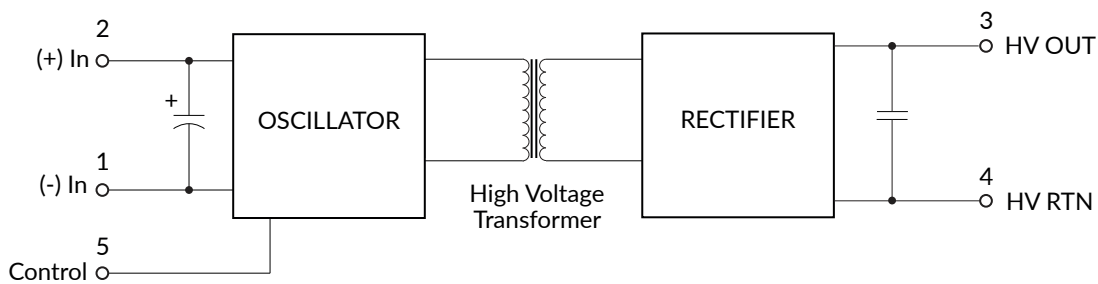 2
(+) In
+
OSCILLATOR
1
(-) In
5
Control
High Voltage
Transformer
RECTIFIER
3
HV OUT
4
HV RTN